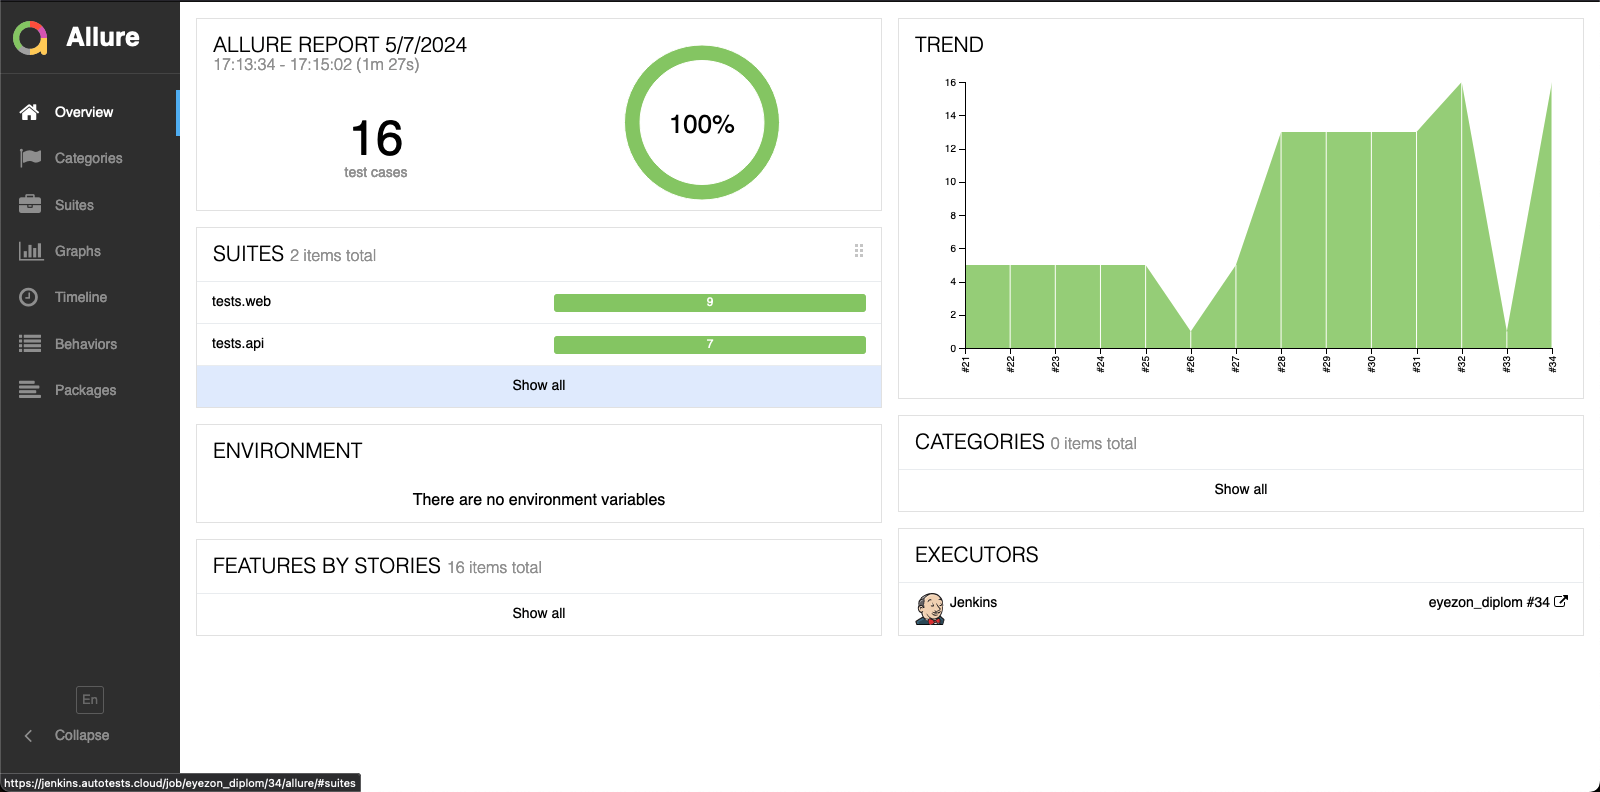 Allure
Overview
Categories
Suites
Graphs
Timeline
Behaviors
Packages
En
Collapse
ALLURE REPORT 5/7/2024
17:13:34 - 17:15:02 (1m 27s)
16
test cases
100%
SUITES 2 items total
tests.web 9
tests.api 7
Show all
ENVIRONMENT
There are no environment variables
FEATURES BY STORIES 16 items total
Show all
TREND
16
14
12
10
8
6
4
2
0
#21 #22 #23 #24 #25 #26 #27 #28 #29 #30 #31 #32 #33 #34
CATEGORIES 0 items total
Show all
EXECUTORS
Jenkins eyezon_diplom #34
https://jenkins.autotests.cloud/job/eyezon_diplom/34/allure/#suites